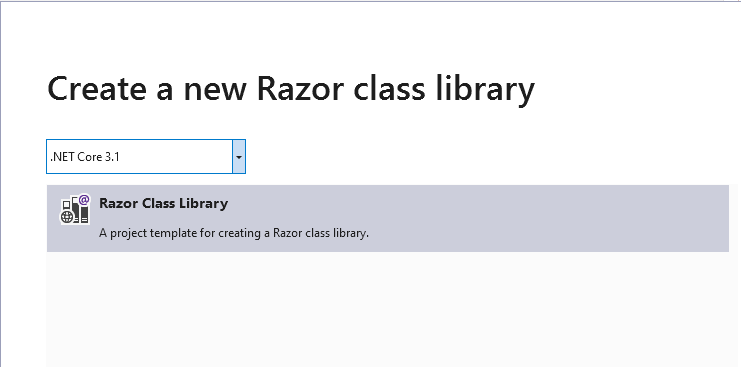 Create a new Razor class library
.NET Core 3.1
Razor Class Library
A project template for creating a Razor class library.